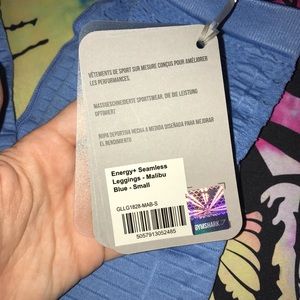 VÊTEMENTS DE SPORT SUR MESURE CONÇUS POUR AMÉLIORER
LES PERFORMANCES.
MASSGESCHNEIDERTE SPORTSWEAR, DIE DIE LEISTUNG
OPTIMIERT
ROPA DEPORTIVA HECHA A MEDIDA DISEÑADA PARA MEJORAR
EL RENDIMIENTO
Energy+ Seamless
Leggings - Malibu
Blue - Small
GLLG1828-MAB-S
5057913052485
GYMSHARK